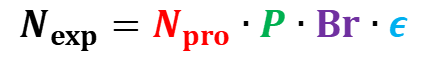 N_exp = N_pro · P · Br · ϵ